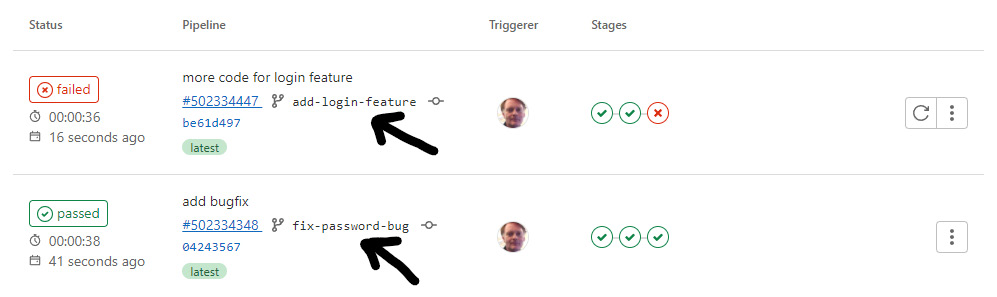 Status Pipeline Triggerer Stages
more code for login feature
failed #502334447 add-login-feature
00:00:36 be61d497
16 seconds ago latest
add bugfix
passed #502334348 fix-password-bug
00:00:38 04243567
41 seconds ago latest